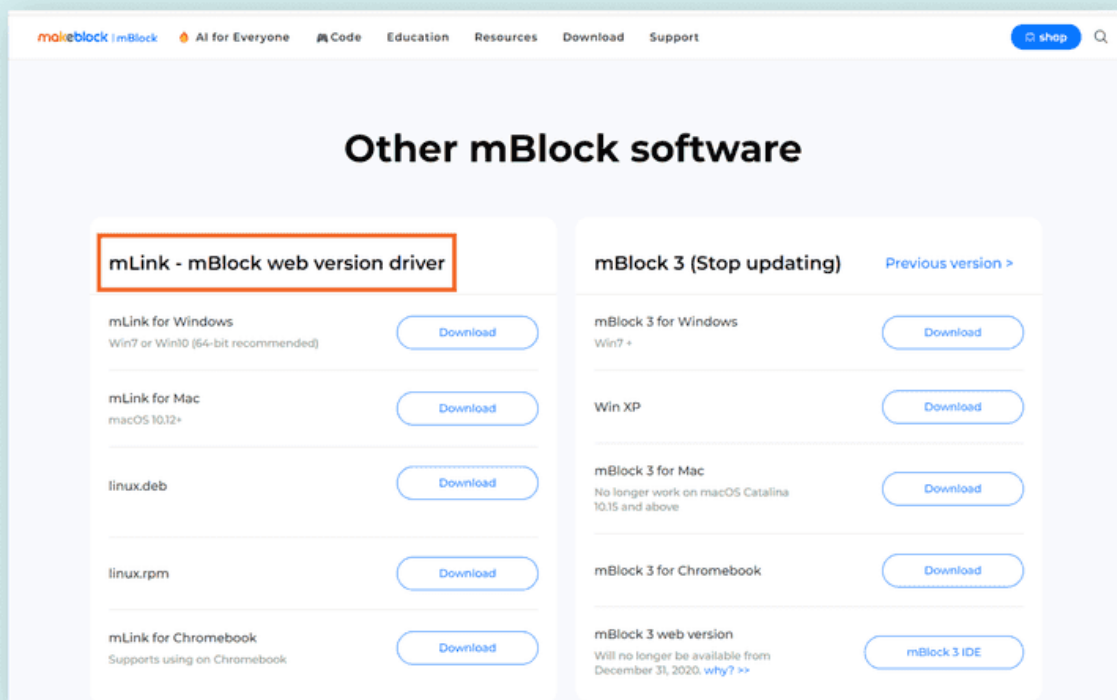 makeblock | mBlock AI for Everyone Code Education Resources Download Support shop
Other mBlock software
mLink - mBlock web version driver
mLink for Windows
Win7 or Win10 (64-bit recommended)
Download
mLink for Mac
macOS 10.12+
Download
linux.deb
Download
linux.rpm
Download
mLink for Chromebook
Supports using on Chromebook
Download
mBlock 3 (Stop updating)
Previous version >
mBlock 3 for Windows
Win7 +
Download
Win XP
Download
mBlock 3 for Mac
No longer work on macOS Catalina
10.15 and above
Download
mBlock 3 for Chromebook
Download
mBlock 3 web version
Will no longer be available from
December 31, 2020. why? >>
mBlock 3 IDE